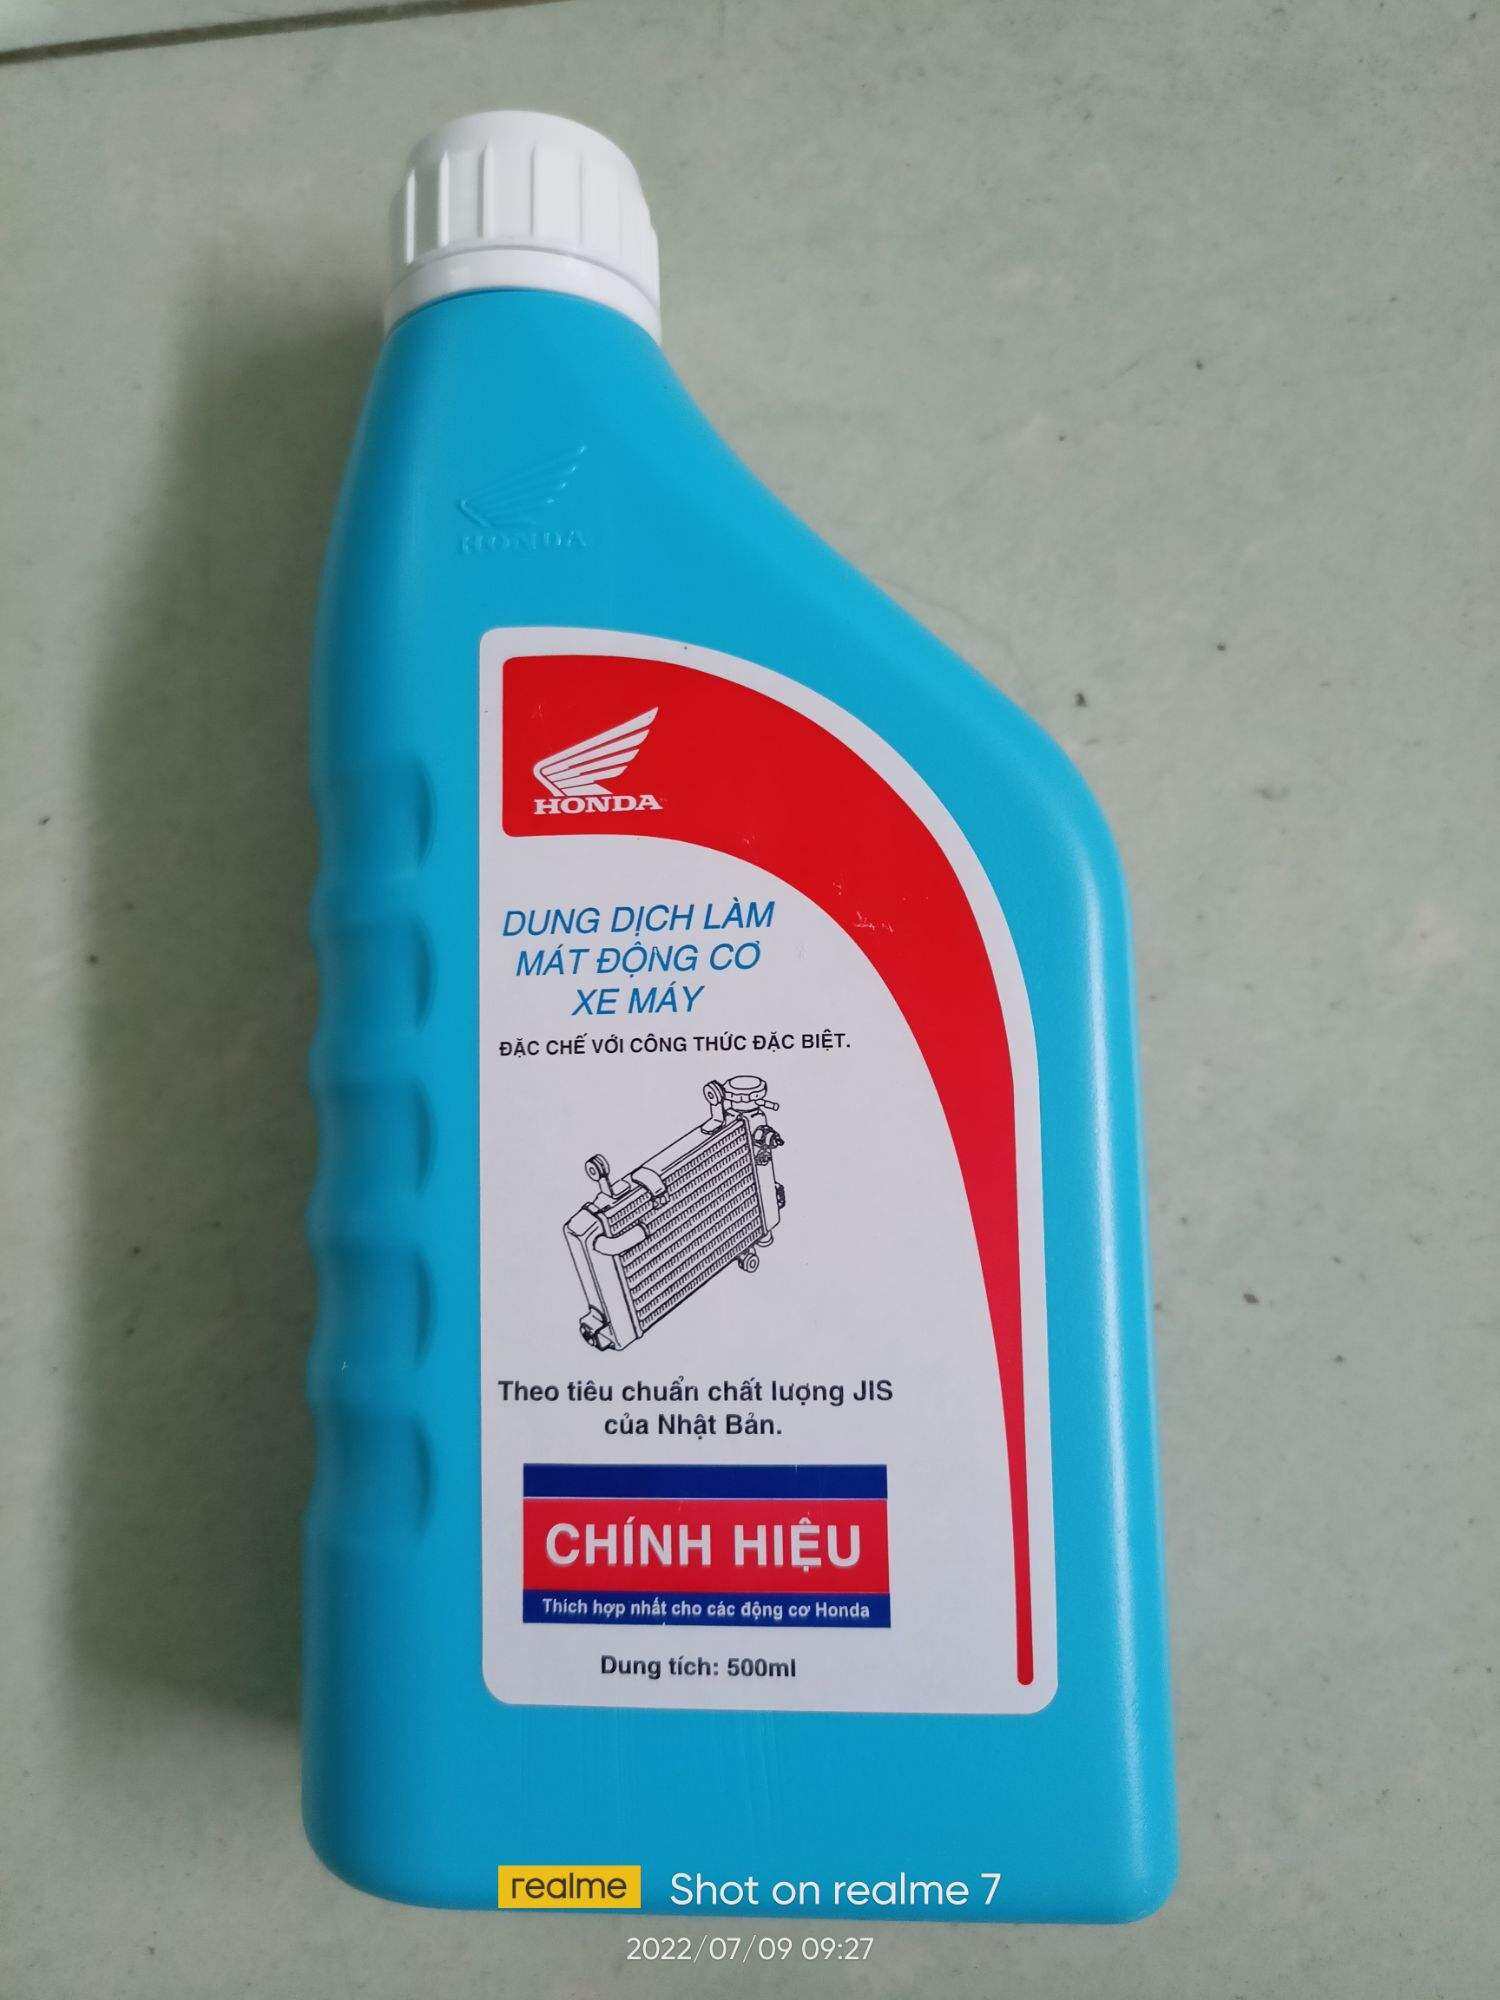 HONDA
HONDA
DUNG DỊCH LÀM
MÁT ĐỘNG CƠ
XE MÁY
ĐẶC CHẾ VỚI CÔNG THỨC ĐẶC BIỆT.
Theo tiêu chuẩn chất lượng JIS
của Nhật Bản.
CHÍNH HIỆU
Thích hợp nhất cho các động cơ Honda
Dung tích: 500ml
realme Shot on realme 7
2022/07/09 09:27